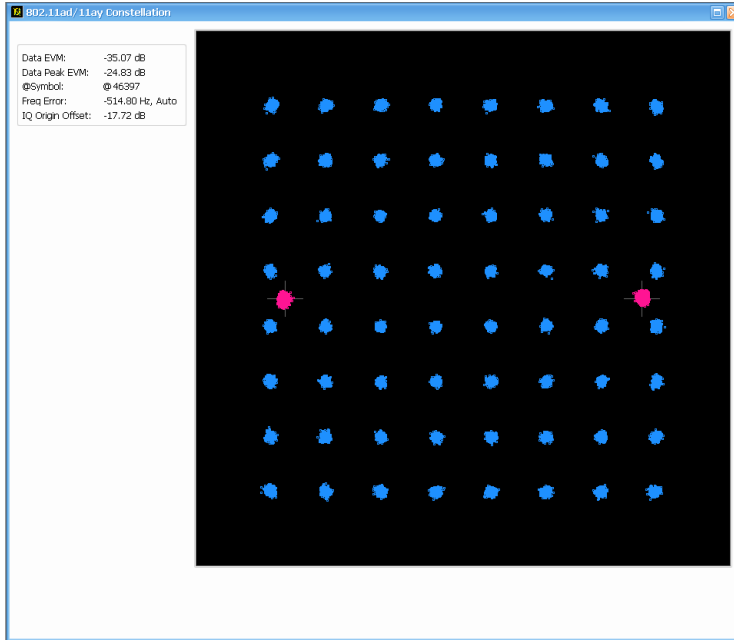 802.11ad/11ay Constellation
Data EVM: -35.07 dB
Data Peak EVM: -24.83 dB
@Symbol: @ 46397
Freq Error: -514.80 Hz, Auto
IQ Origin Offset: -17.72 dB